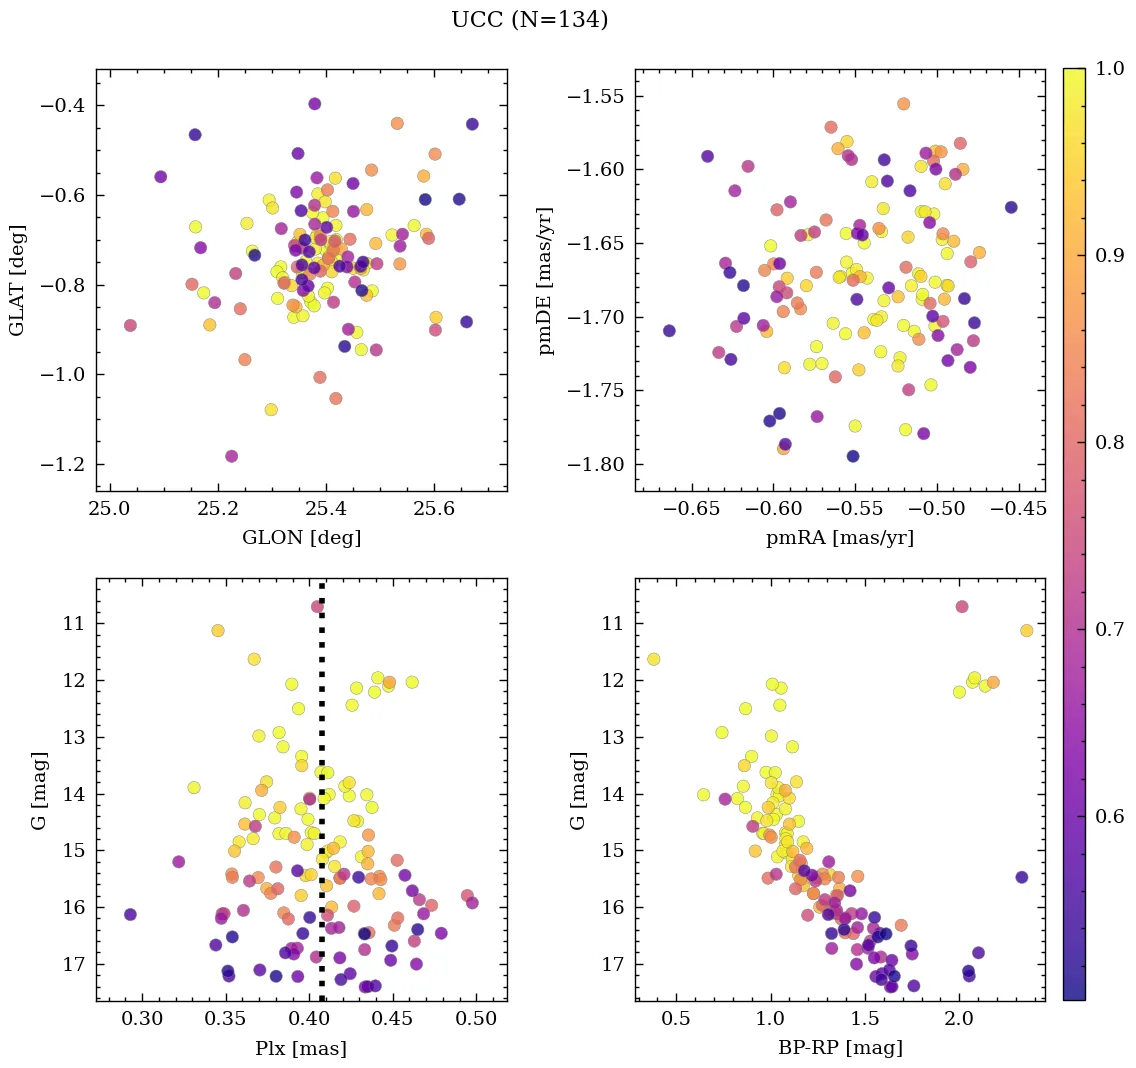 UCC (N=134)
−0.4
−0.6
−0.8
−1.0
−1.2
GLAT [deg]
25.0 25.2 25.4 25.6
GLON [deg]
−1.55
−1.60
−1.65
−1.70
−1.75
−1.80
pmDE [mas/yr]
−0.65 −0.60 −0.55 −0.50 −0.45
pmRA [mas/yr]
11
12
13
14
15
16
17
G [mag]
0.30 0.35 0.40 0.45 0.50
Plx [mas]
11
12
13
14
15
16
17
G [mag]
0.5 1.0 1.5 2.0
BP-RP [mag]
1.0
0.9
0.8
0.7
0.6